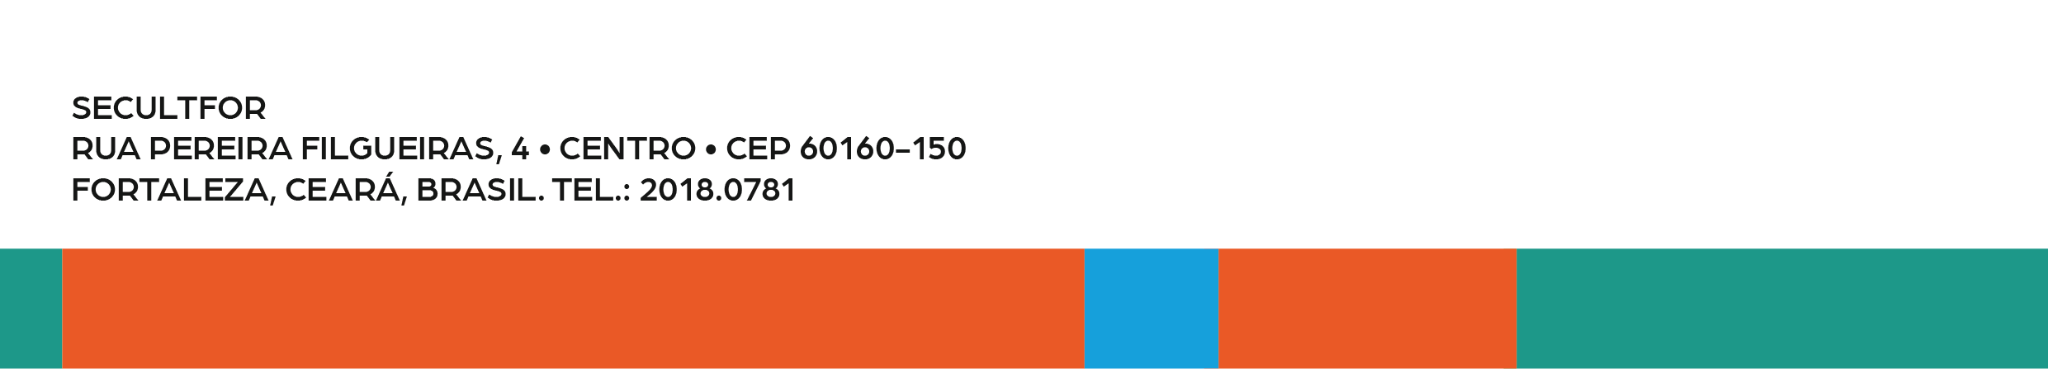 SECULTFOR
RUA PEREIRA FILGUEIRAS, 4 • CENTRO • CEP 60160-150
FORTALEZA, CEARÁ, BRASIL. TEL.: 2018.0781